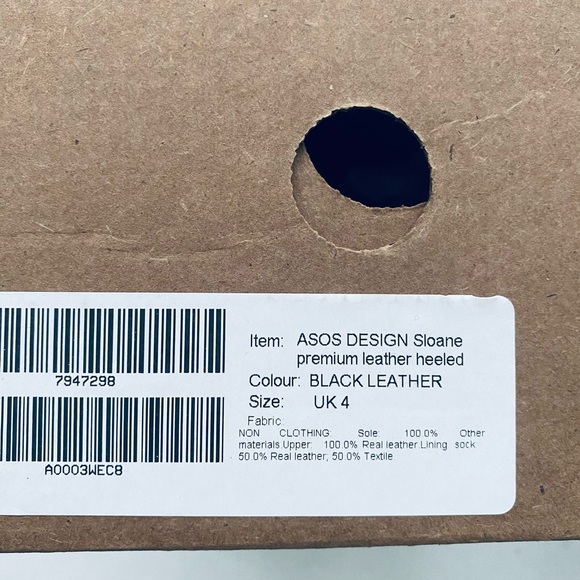 7947298
A0003WEC8
Item: ASOS DESIGN Sloane
premium leather heeled
Colour: BLACK LEATHER
Size: UK 4
Fabric:
NON CLOTHING: Sole: 100.0% Other
materials.Upper: 100.0% Real leather.Lining sock:
50.0% Real leather, 50.0% Textile.